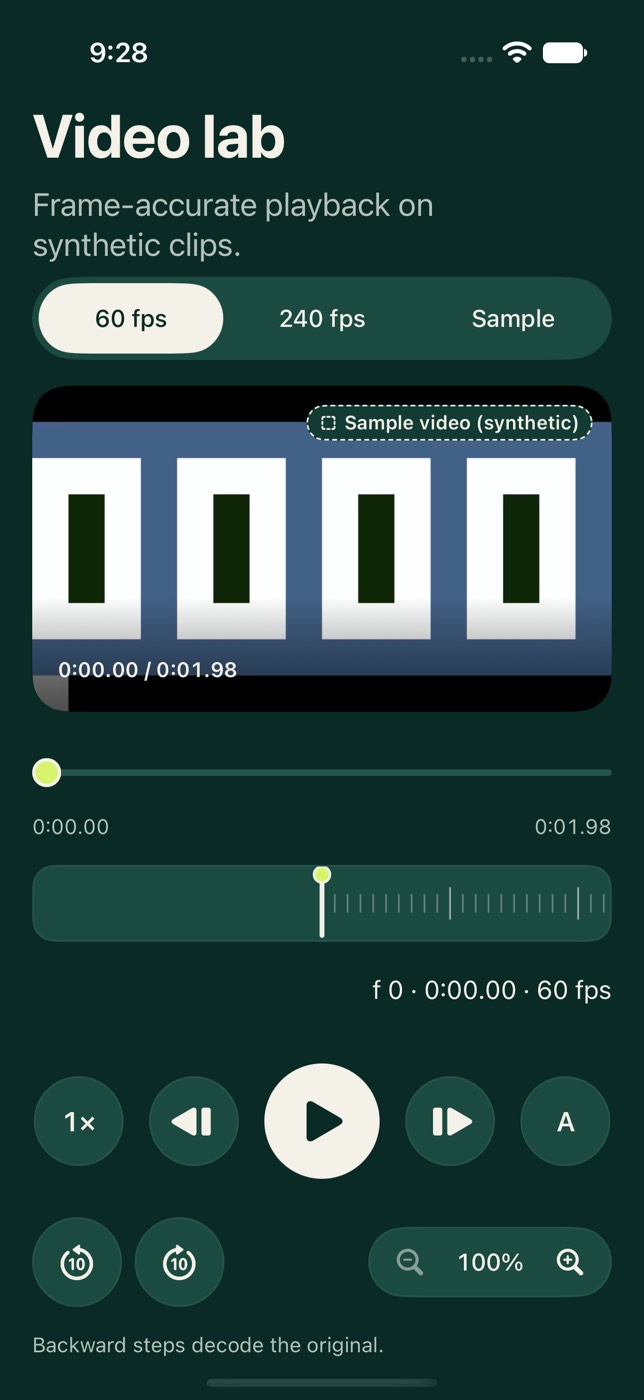 9:28
Video lab
Frame-accurate playback on
synthetic clips.
60 fps
240 fps
Sample
Sample video (synthetic)
0:00.00 / 0:01.98
0:00.00
0:01.98
f 0 · 0:00.00 · 60 fps
1×
A
10
10
100%
Backward steps decode the original.